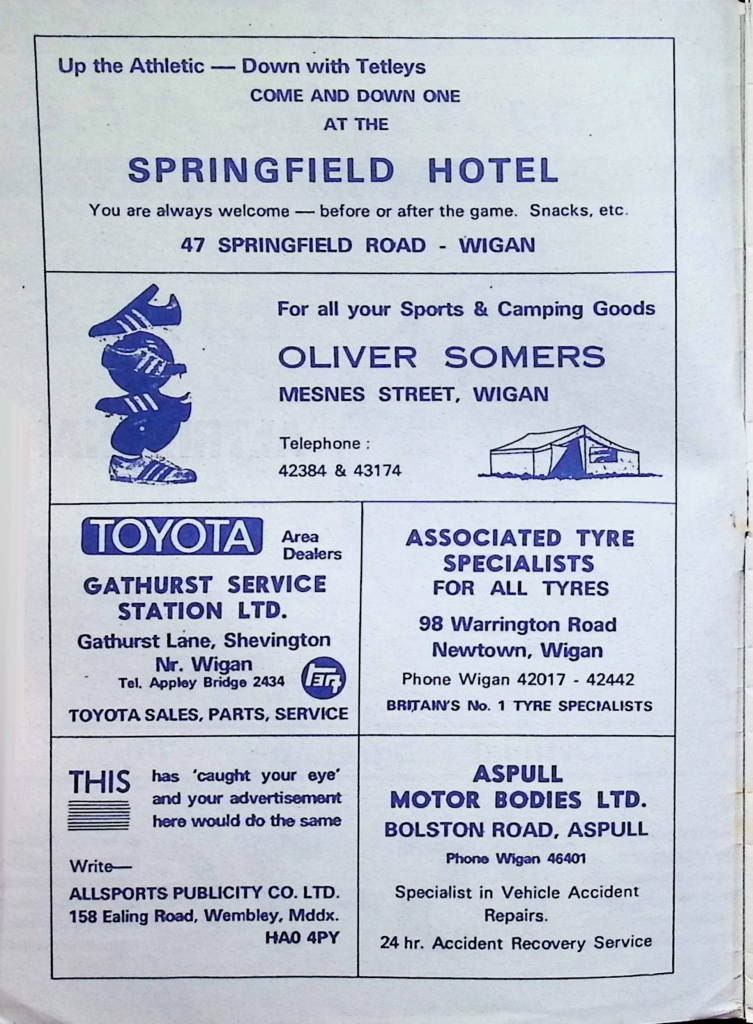 Up the Athletic — Down with Tetleys
COME AND DOWN ONE
AT THE
SPRINGFIELD HOTEL
You are always welcome — before or after the game. Snacks, etc.
47 SPRINGFIELD ROAD - WIGAN
For all your Sports & Camping Goods
OLIVER SOMERS
MESNES STREET, WIGAN
Telephone :
42384 & 43174
TOYOTA Area
Dealers
GATHURST SERVICE
STATION LTD.
Gathurst Lane, Shevington
Nr. Wigan
Tel. Appley Bridge 2434
TOYOTA SALES, PARTS, SERVICE
ASSOCIATED TYRE
SPECIALISTS
FOR ALL TYRES
98 Warrington Road
Newtown, Wigan
Phone Wigan 42017 - 42442
BRITAIN'S No. 1 TYRE SPECIALISTS
THIS has 'caught your eye'
and your advertisement
here would do the same
Write—
ALLSPORTS PUBLICITY CO. LTD.
158 Ealing Road, Wembley, Mddx.
HA0 4PY
ASPULL
MOTOR BODIES LTD.
BOLSTON ROAD, ASPULL
Phone Wigan 46401
Specialist in Vehicle Accident
Repairs.
24 hr. Accident Recovery Service